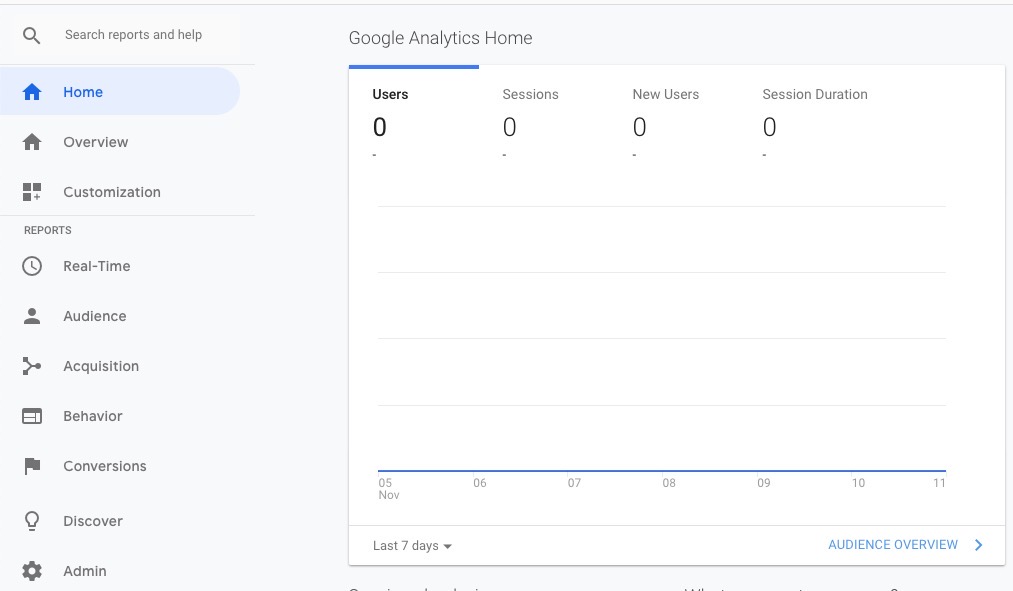 Search reports and help
Home
Overview
Customization
REPORTS
Real-Time
Audience
Acquisition
Behavior
Conversions
Discover
Admin
Google Analytics Home
Users Sessions New Users Session Duration
0 0 0 0
- - - -
05 06 07 08 09 10 11
Nov
Last 7 days AUDIENCE OVERVIEW